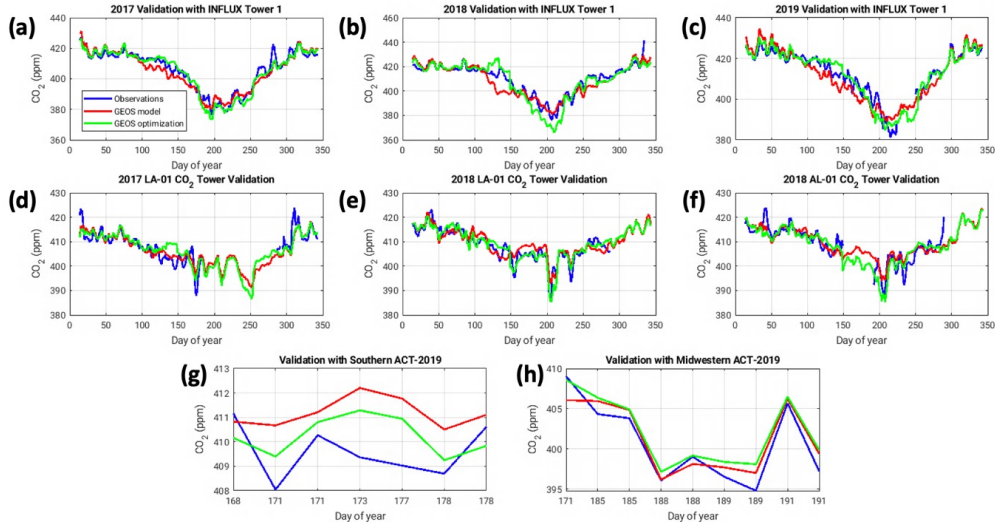 (a)
2017 Validation with INFLUX Tower 1
440
420
400
380
360
CO2 (ppm)
Observations
GEOS model
GEOS optimization
0 50 100 150 200 250 300 350
Day of year
(b)
2018 Validation with INFLUX Tower 1
460
440
420
400
380
360
CO2 (ppm)
0 50 100 150 200 250 300 350
Day of year
(c)
2019 Validation with INFLUX Tower 1
440
420
400
380
CO2 (ppm)
0 50 100 150 200 250 300 350
Day of year
(d)
2017 LA-01 CO2 Tower Validation
430
420
410
400
390
380
CO2 (ppm)
0 50 100 150 200 250 300 350
Day of year
(e)
2018 LA-01 CO2 Tower Validation
430
420
410
400
390
380
CO2 (ppm)
0 50 100 150 200 250 300 350
Day of year
(f)
2018 AL-01 CO2 Tower Validation
430
420
410
400
390
380
CO2 (ppm)
0 50 100 150 200 250 300 350
Day of year
(g)
Validation with Southern ACT-2019
413
412
411
410
409
408
CO2 (ppm)
168 171 171 173 177 178 178
Day of year
(h)
Validation with Midwestern ACT-2019
410
405
400
395
CO2 (ppm)
171 185 185 188 188 189 189 191 191
Day of year